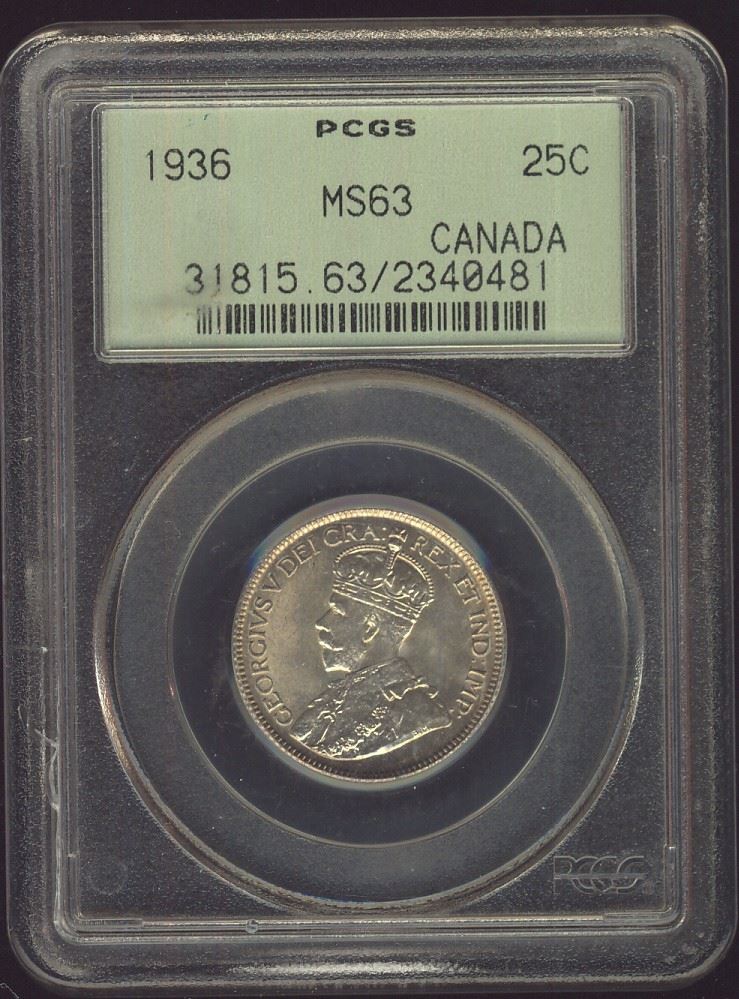 PCGS
1936 25C
MS63
CANADA
31815.63/2340481
GEORGIVS V DEI GRA: REX ET IND: IMP:
PCGS®